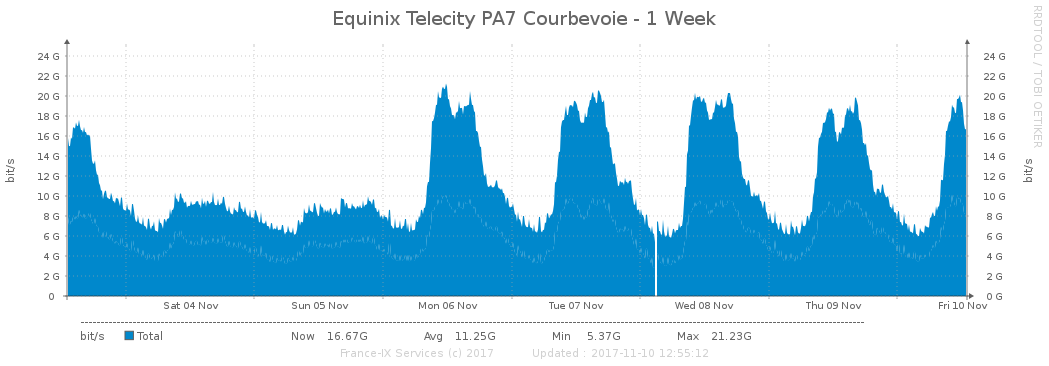 Equinix Telecity PA7 Courbevoie - 1 Week
RRDTOOL / TOBI OETIKER
bit/s
24 G 24 G
22 G 22 G
20 G 20 G
18 G 18 G
16 G 16 G
14 G 14 G
12 G 12 G
10 G 10 G
8 G 8 G
6 G 6 G
4 G 4 G
2 G 2 G
0 0 G
bit/s
Sat 04 Nov Sun 05 Nov Mon 06 Nov Tue 07 Nov Wed 08 Nov Thu 09 Nov Fri 10 Nov
bit/s Total Now 16.67G Avg 11.25G Min 5.37G Max 21.23G
France-IX Services (c) 2017 Updated : 2017-11-10 12:55:12